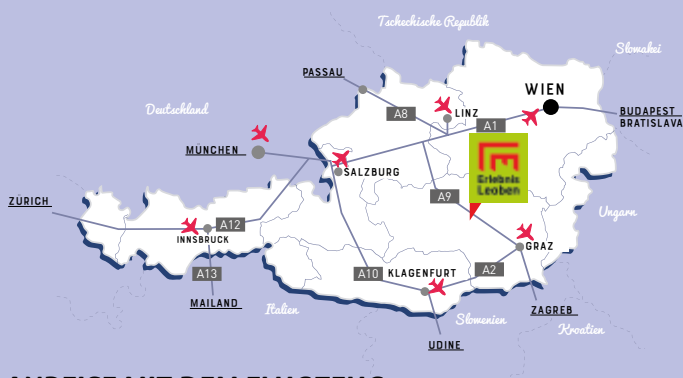 Tschechische Republik
Slowakei
PASSAU
WIEN
Deutschland
A8
LINZ
A1
BUDAPEST
BRATISLAVA
MÜNCHEN
SALZBURG
Erlebnis
Leoben
ZÜRICH
A9
Ungarn
A12
INNSBRUCK
GRAZ
A13
A10
KLAGENFURT
A2
MAILAND
Italien
Slowenien
ZAGREB
Kroatien
UDINE